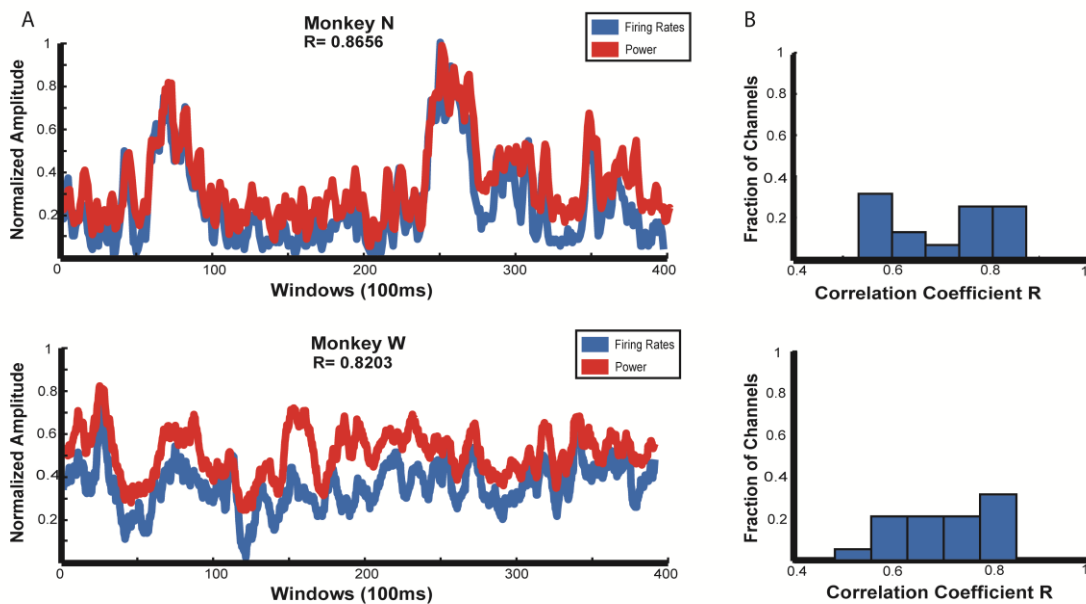 A
Monkey N
R= 0.8656
Firing Rates
Power
Normalized Amplitude
1
0.8
0.6
0.4
0.2
0
100
200
300
400
Windows (100ms)
B
Fraction of Channels
1
0.8
0.6
0.4
0.2
0.4
0.6
0.8
1
Correlation Coefficient R
Monkey W
R= 0.8203
Firing Rates
Power
Normalized Amplitude
1
0.8
0.6
0.4
0.2
0
100
200
300
400
Windows (100ms)
Fraction of Channels
1
0.8
0.6
0.4
0.2
0.4
0.6
0.8
1
Correlation Coefficient R